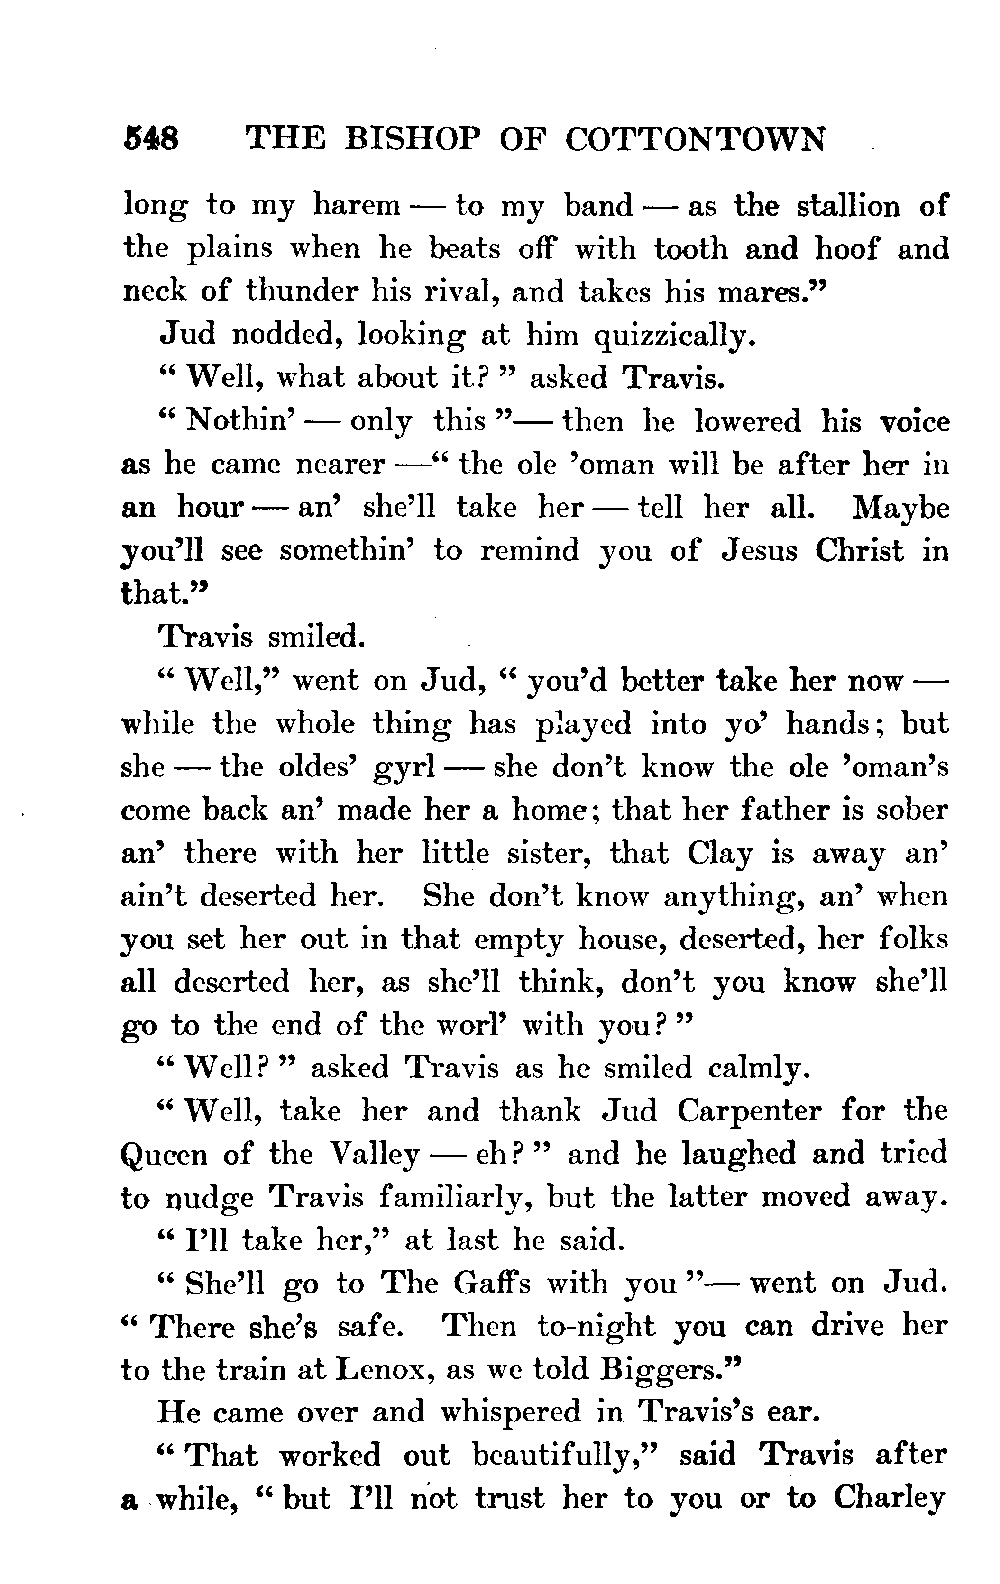 548 THE BISHOP OF COTTONTOWN
long to my harem — to my band — as the stallion of
the plains when he beats off with tooth and hoof and
neck of thunder his rival, and takes his mares.”
Jud nodded, looking at him quizzically.
“ Well, what about it? ” asked Travis.
“ Nothin’ — only this ”— then he lowered his voice
as he came nearer —“ the ole ’oman will be after her in
an hour — an’ she’ll take her — tell her all. Maybe
you’ll see somethin’ to remind you of Jesus Christ in
that.”
Travis smiled.
“ Well,” went on Jud, “ you’d better take her now —
while the whole thing has played into yo’ hands; but
she — the oldes’ gyrl — she don’t know the ole ’oman’s
come back an’ made her a home; that her father is sober
an’ there with her little sister, that Clay is away an’
ain’t deserted her. She don’t know anything, an’ when
you set her out in that empty house, deserted, her folks
all deserted her, as she’ll think, don’t you know she’ll
go to the end of the worl’ with you? ”
“ Well? ” asked Travis as he smiled calmly.
“ Well, take her and thank Jud Carpenter for the
Queen of the Valley — eh? ” and he laughed and tried
to nudge Travis familiarly, but the latter moved away.
“ I’ll take her,” at last he said.
“ She’ll go to The Gaffs with you ”— went on Jud.
“ There she’s safe. Then to-night you can drive her
to the train at Lenox, as we told Biggers.”
He came over and whispered in Travis’s ear.
“ That worked out beautifully,” said Travis after
a while, “ but I’ll not trust her to you or to Charley